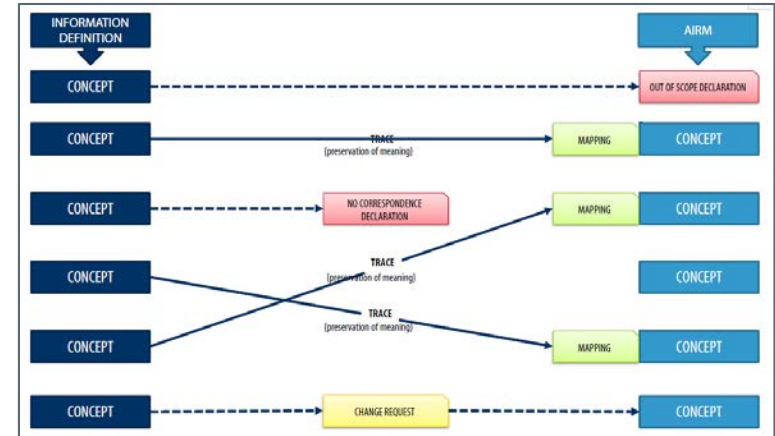 INFORMATION
DEFINITION
AIRM
CONCEPT
OUT OF SCOPE DECLARATION
CONCEPT
TRACE
(preservation of meaning)
MAPPING
CONCEPT
CONCEPT
NO CORRESPONDENCE
DECLARATION
MAPPING
CONCEPT
TRACE
(preservation of meaning)
CONCEPT
CONCEPT
TRACE
(preservation of meaning)
CONCEPT
MAPPING
CONCEPT
CONCEPT
CHANGE REQUEST
CONCEPT